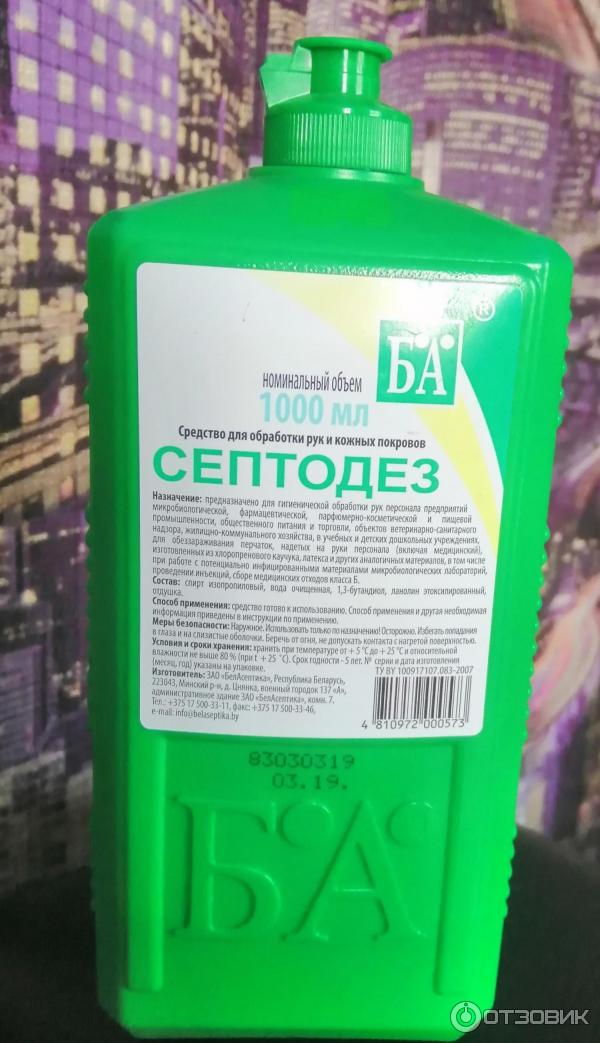 ®
БА
номинальный объем
1000 мл
Средство для обработки рук и кожных покровов
СЕПТОДЕЗ
Назначение: предназначено для гигиенической обработки рук персонала предприятий
микробиологической, фармацевтической, парфюмерно-косметической и пищевой
промышленности, общественного питания и торговли, объектов ветеринарно-санитарного
надзора, жилищно-коммунального хозяйства, в учебных и детских дошкольных учреждениях,
для обеззараживания перчаток, надетых на руки персонала (включая медицинский),
изготовленных из хлоропренового каучука, латекса и других аналогичных материалов, в том числе
при работе с потенциально инфицированными материалами микробиологических лабораторий,
проведении инъекций, сборе медицинских отходов класса Б.
Состав: спирт изопропиловый, вода очищенная, 1,3-бутандиол, ланолин этоксилированный,
отдушка.
Способ применения: средство готово к использованию. Способ применения и другая необходимая
информация приведены в инструкции по применению.
Меры безопасности: Наружное. Использовать только по назначению! Осторожно. Избегать попадания
в глаза и на слизистые оболочки. Беречь от огня, не допускать контакта с нагретой поверхностью.
Условия и сроки хранения: хранить при температуре от + 5 °С до + 25 °С и относительной
влажности не выше 80 % (при t + 25 °С). Срок годности - 5 лет. № серии и дата изготовления
(месяц, год) указаны на упаковке.
ТУ BY 100917107.083-2007
Изготовитель: ЗАО «БелАсептика», Республика Беларусь,
223043, Минский р-н, д. Цнянка, военный городок 137 «А»,
административное здание ЗАО «БелАсептика», комн. 7.
Тел.: +375 17 500-33-11, факс: +375 17 500-33-46,
e-mail: info@belaseptika.by
4 810972 000573
83030319
03.19.
БА
ОТЗОВИК